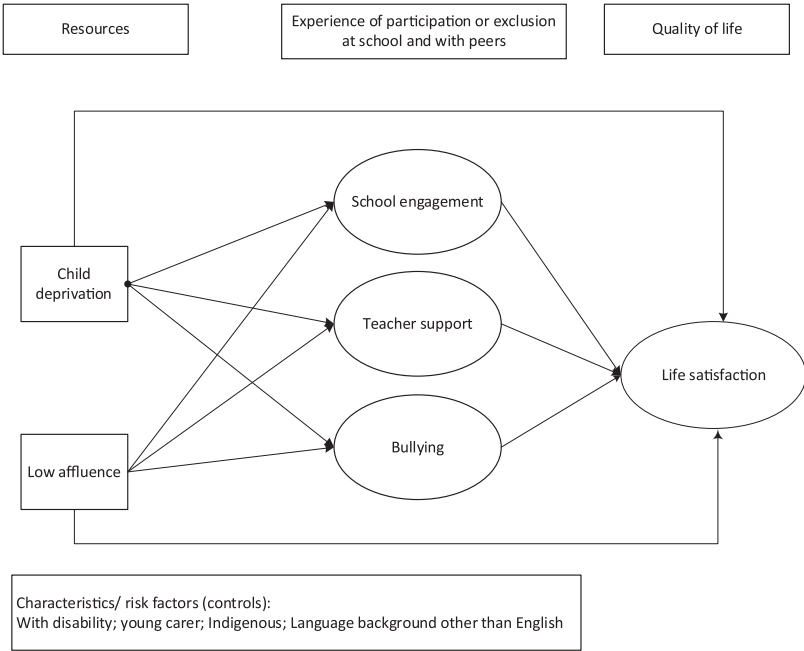 Resources
Experience of participation or exclusion
at school and with peers
Quality of life
School engagement
Child
deprivation
Teacher support
Life satisfaction
Bullying
Low affluence
Characteristics/ risk factors (controls):
With disability; young carer; Indigenous; Language background other than English